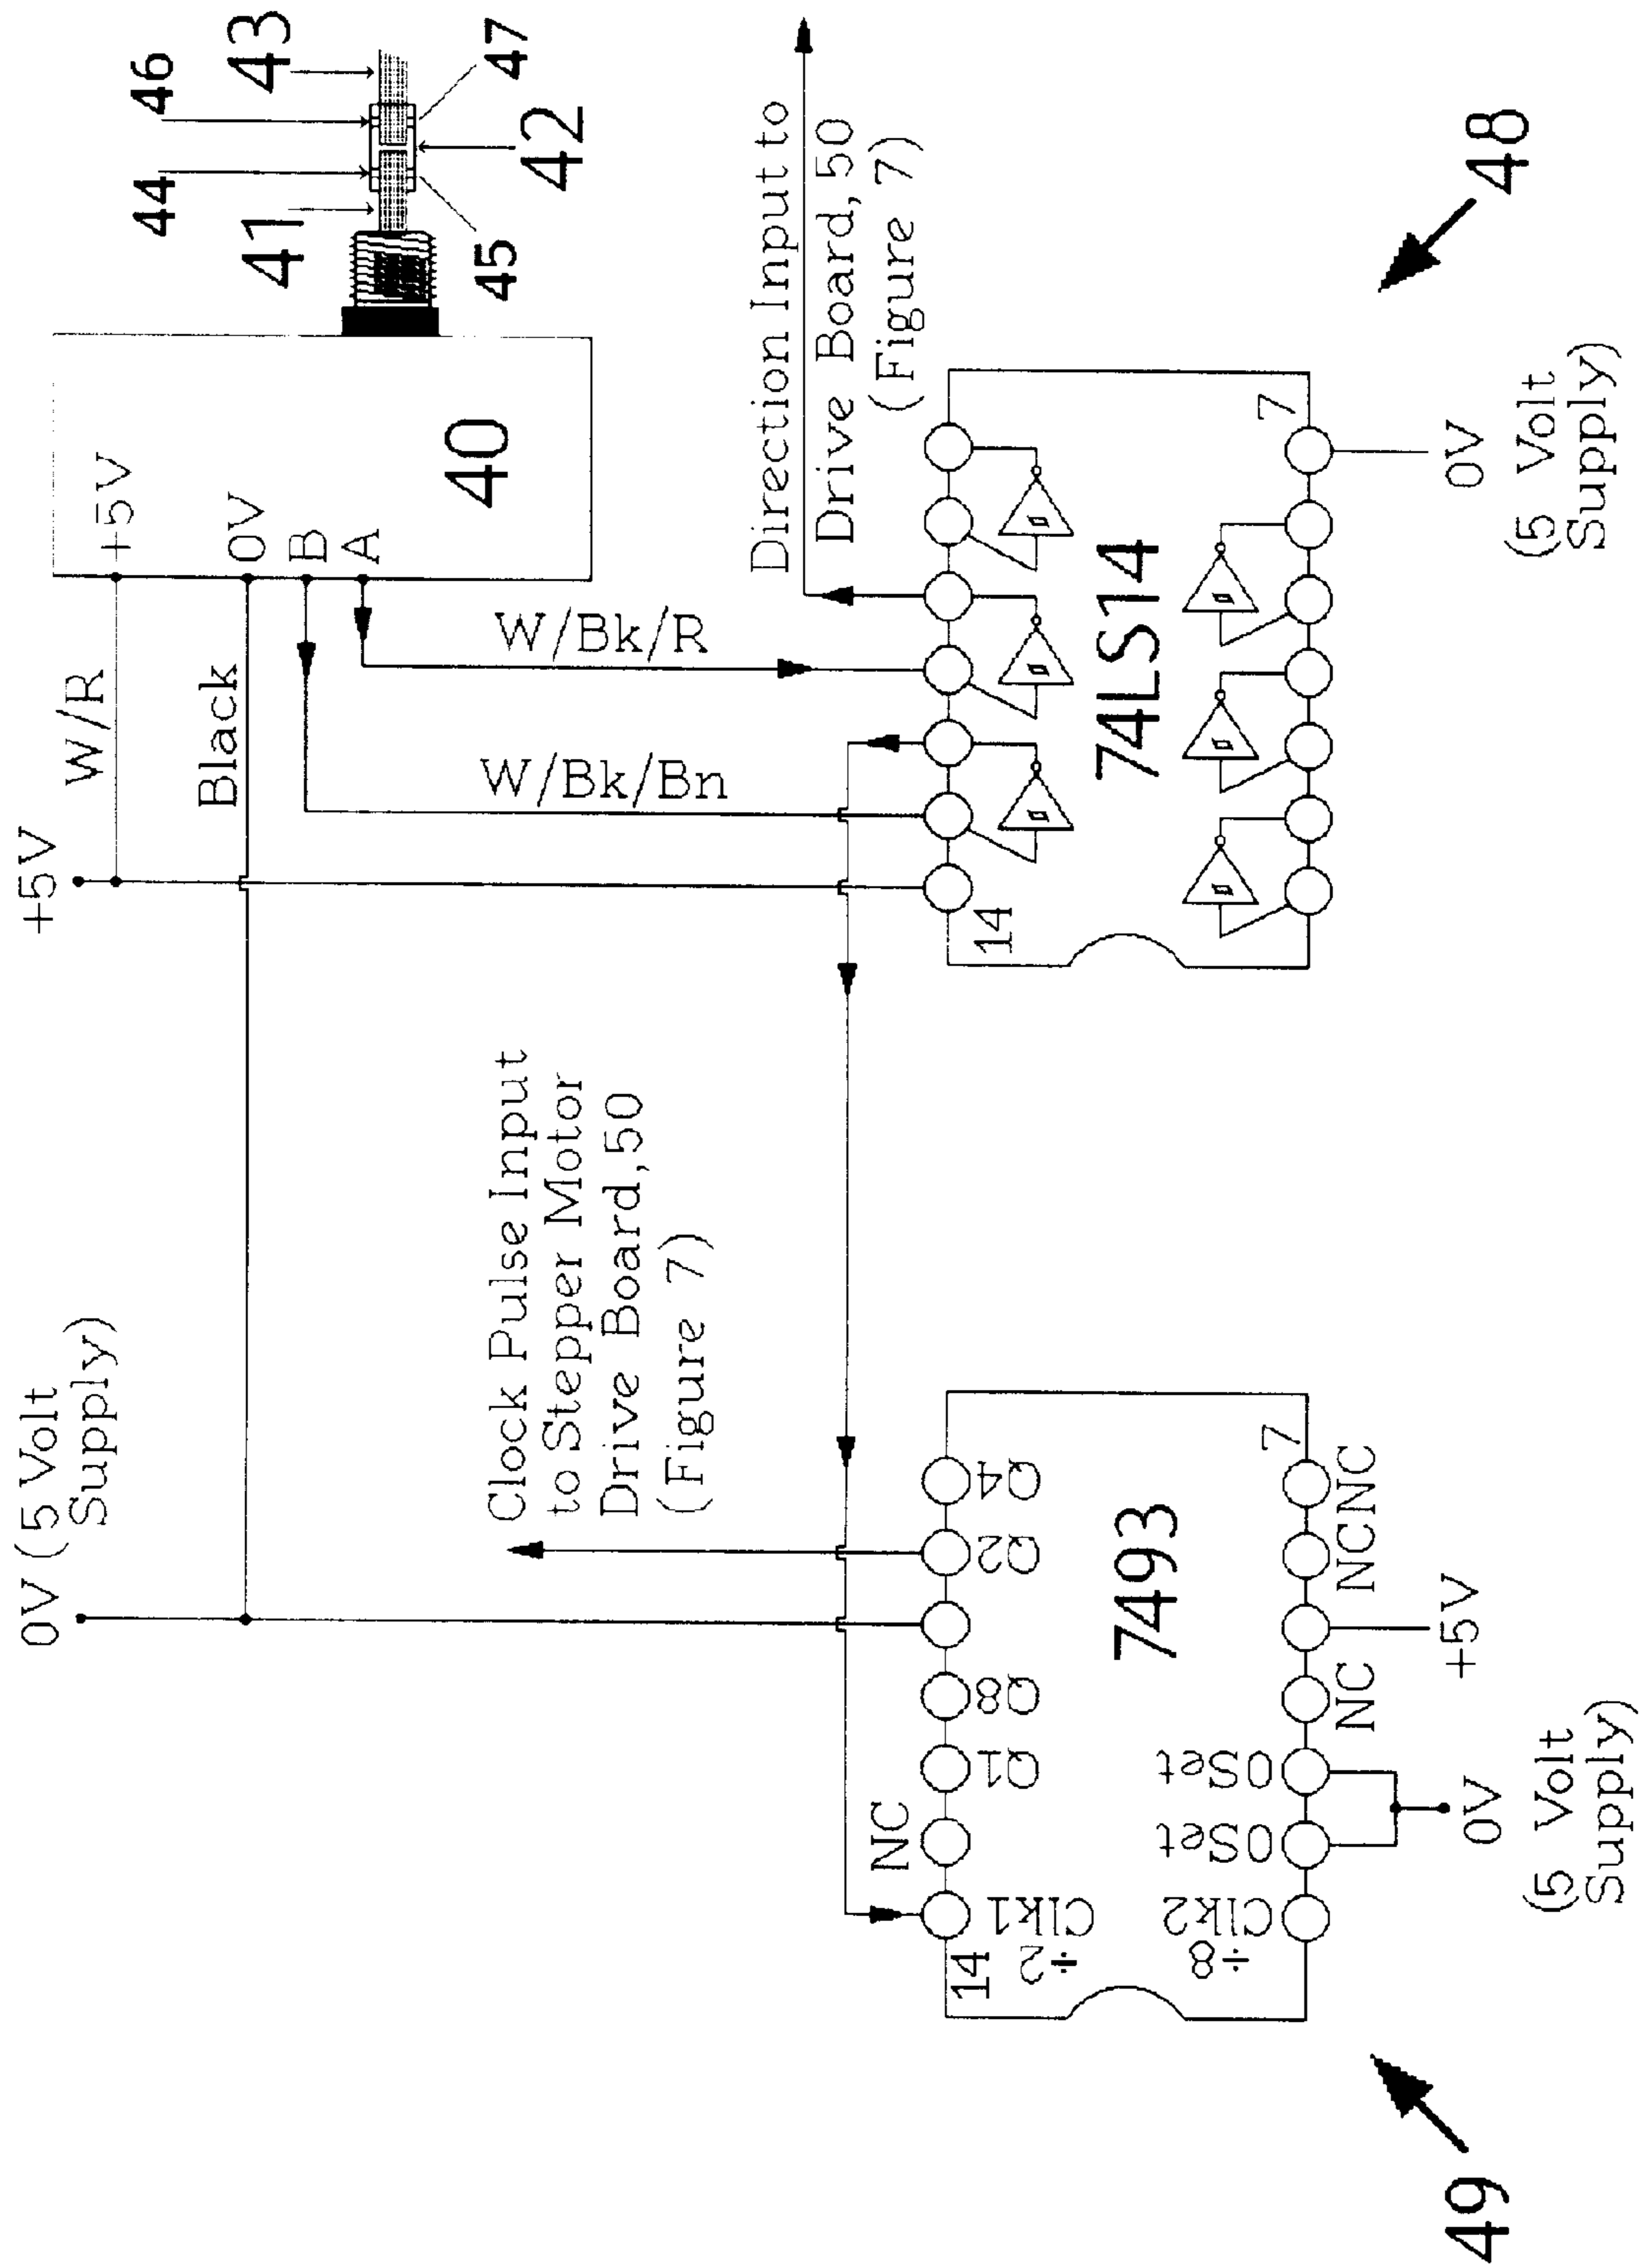 0V (5 Volt
Supply)
+5V
W/R
Black
W/Bk/Bn
W/Bk/R
+5V
0V
B
A
40
44
46
41
43
45
47
42
Clock Pulse Input
to Stepper Motor
Drive Board,50
(Figure 7)
Direction Input to
Drive Board, 50
(Figure 7)
NC
14
Clk1
÷2
Q1
Q8
Q2
Q4
7493
÷8
Clk2
0Set
0Set
7
NC
NCNC
0V
(5 Volt
Supply)
+5V
49
14
74LS14
7
0V
(5 Volt
Supply)
48